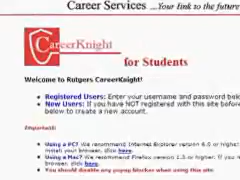 Career Services ...Your link to the future
CareerKnight
for Students
Welcome to Rutgers CareerKnight!
Registered Users: Enter your username and password below
New Users: If you have NOT registered with this site before
below to create a new account.
Important:
Using a PC? We recommend Internet Explorer version 6.0 or higher
install your browser, click here.
Using a Mac? We recommend Firefox version 1.5 or higher. If you
browser, click here.
You should disable any popup blocker when using this site